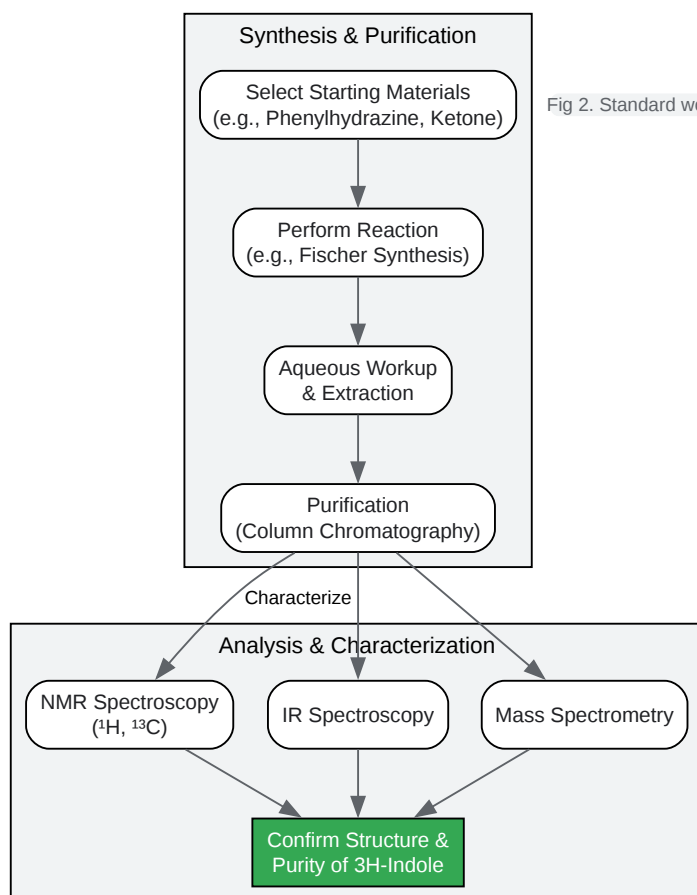 Synthesis & Purification
Select Starting Materials
(e.g., Phenylhydrazine, Ketone)
Fig 2. Standard
Perform Reaction
(e.g., Fischer Synthesis)
Aqueous Workup
& Extraction
Purification
(Column Chromatography)
Characterize
Analysis & Characterization
NMR Spectroscopy
(¹H, ¹³C)
IR Spectroscopy
Mass Spectrometry
Confirm Structure &
Purity of 3H-Indole